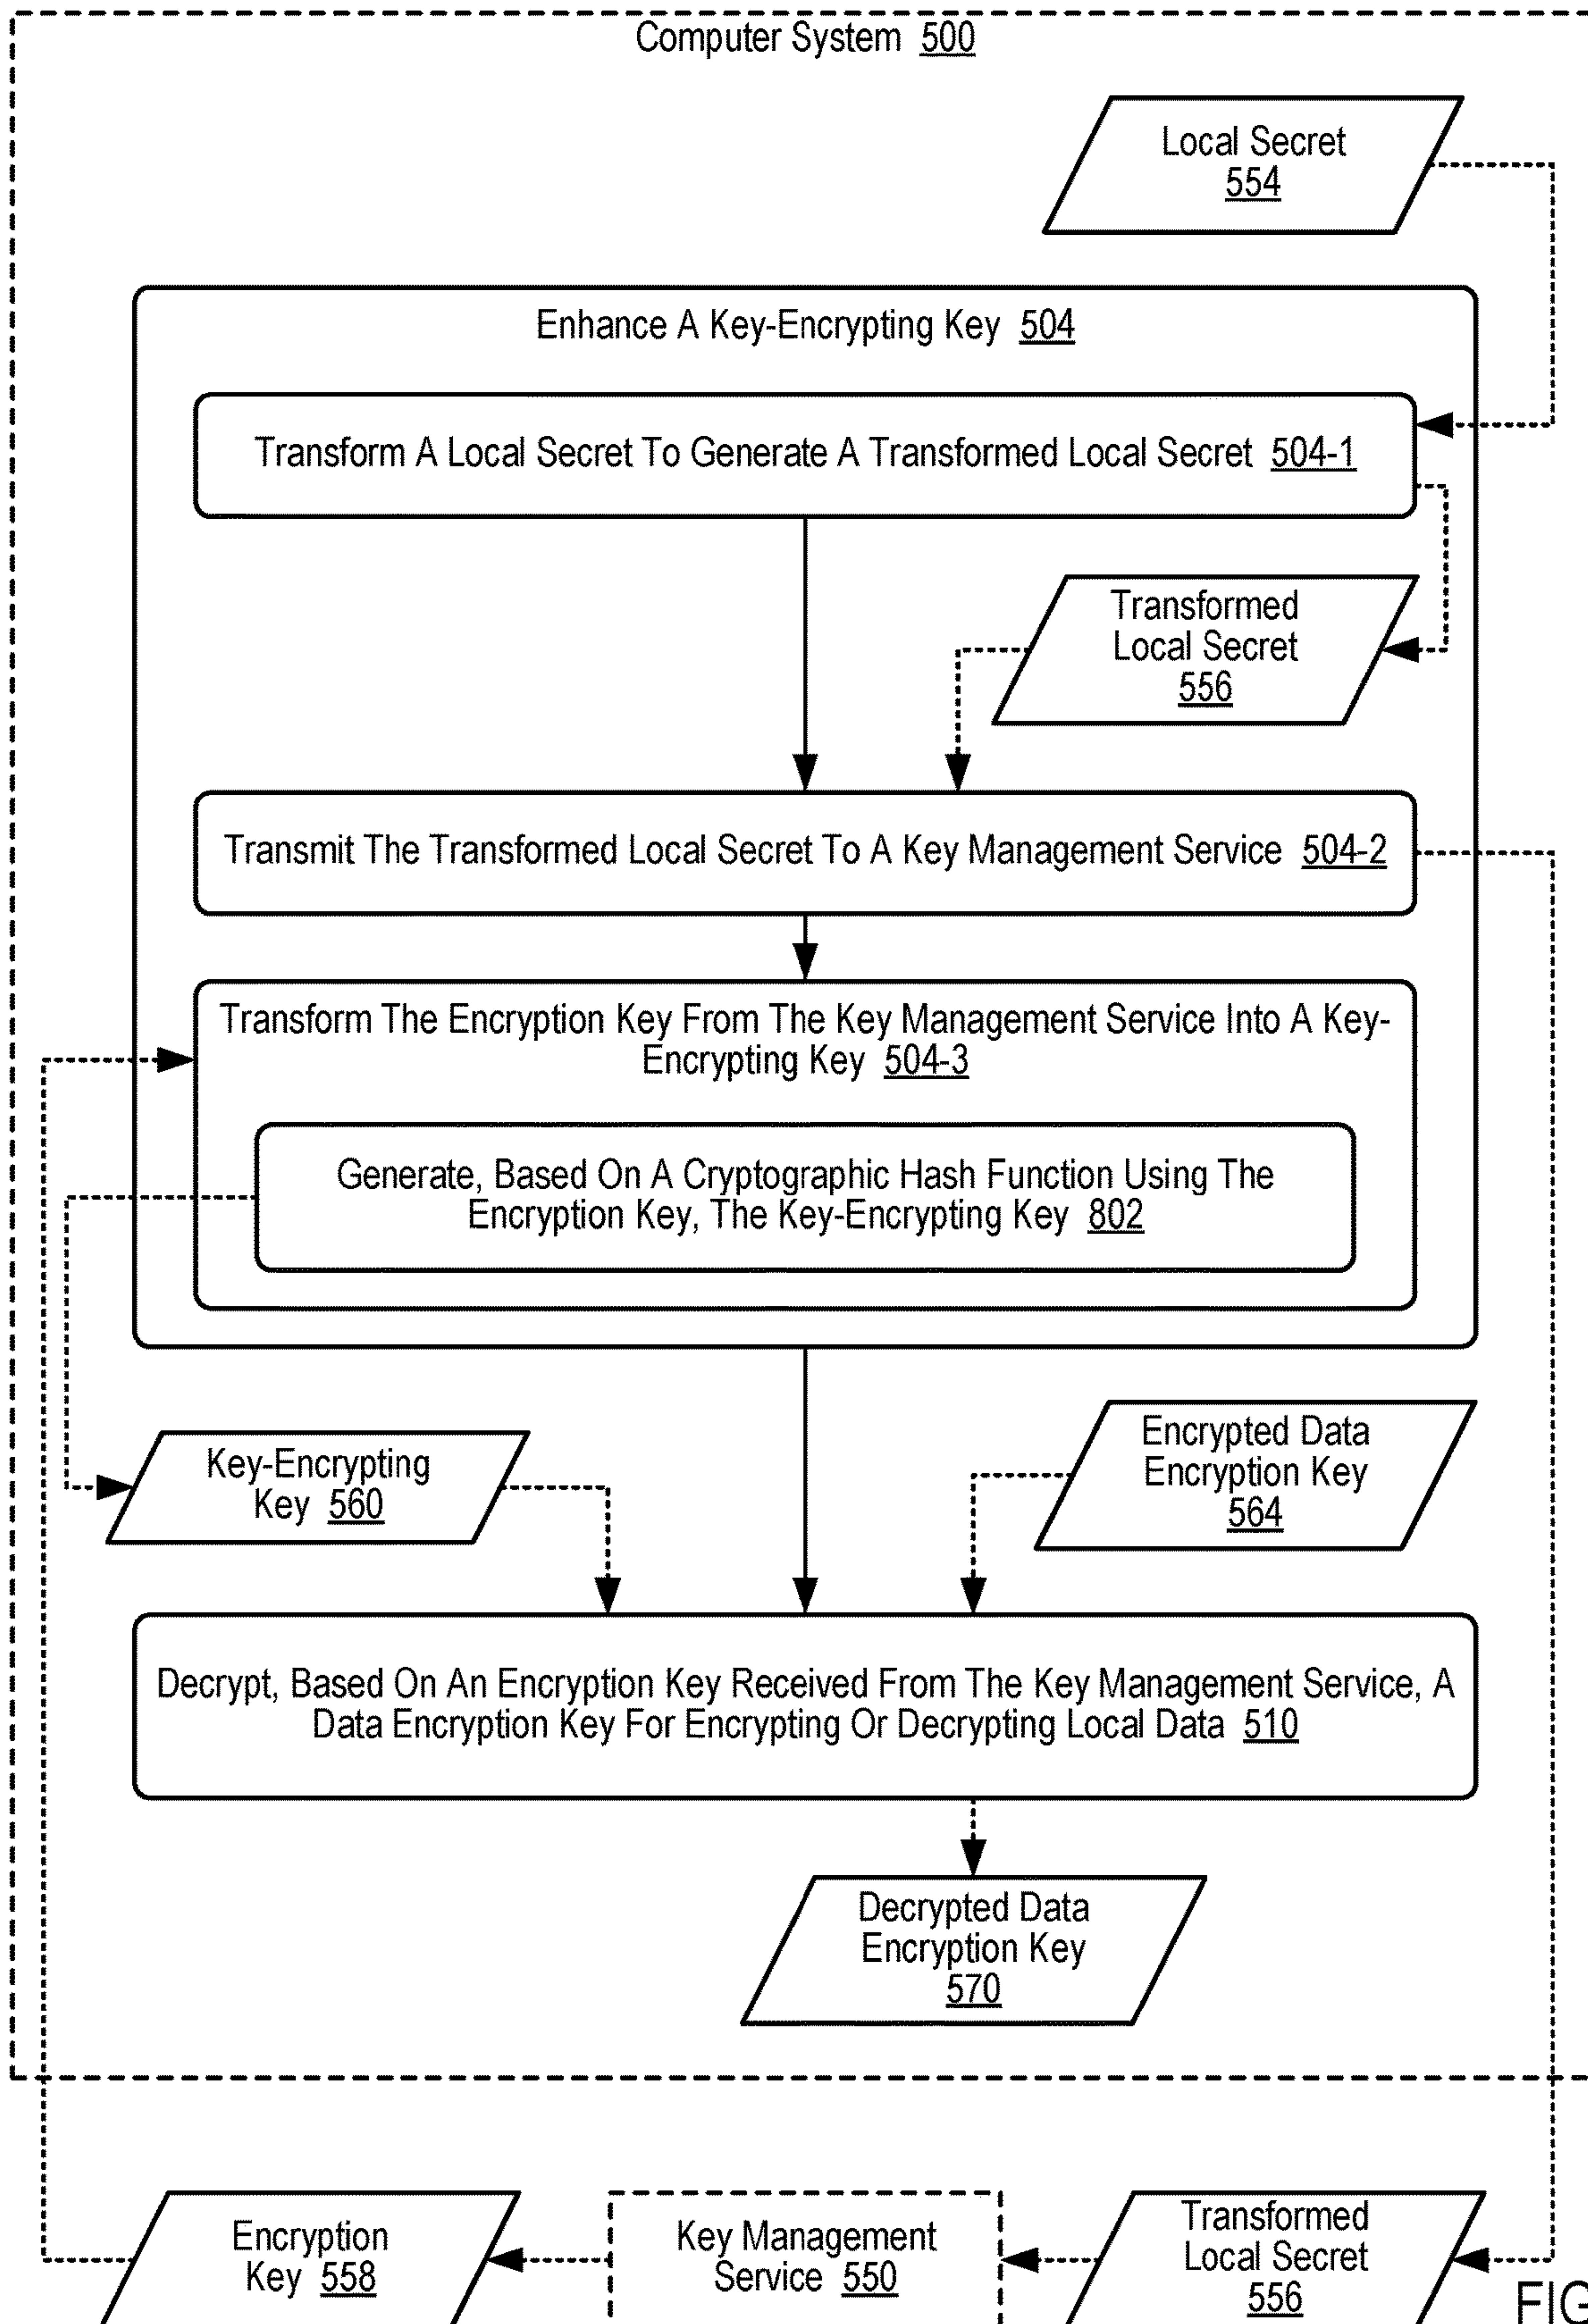 Computer System 500
Local Secret
554
Enhance A Key-Encrypting Key 504
Transform A Local Secret To Generate A Transformed Local Secret 504-1
Transformed
Local Secret
556
Transmit The Transformed Local Secret To A Key Management Service 504-2
Transform The Encryption Key From The Key Management Service Into A Key-
Encrypting Key 504-3
Generate, Based On A Cryptographic Hash Function Using The
Encryption Key, The Key-Encrypting Key 802
Key-Encrypting
Key 560
Encrypted Data
Encryption Key
564
Decrypt, Based On An Encryption Key Received From The Key Management Service, A
Data Encryption Key For Encrypting Or Decrypting Local Data 510
Decrypted Data
Encryption Key
570
Encryption
Key 558
Key Management
Service 550
Transformed
Local Secret
556
FIG